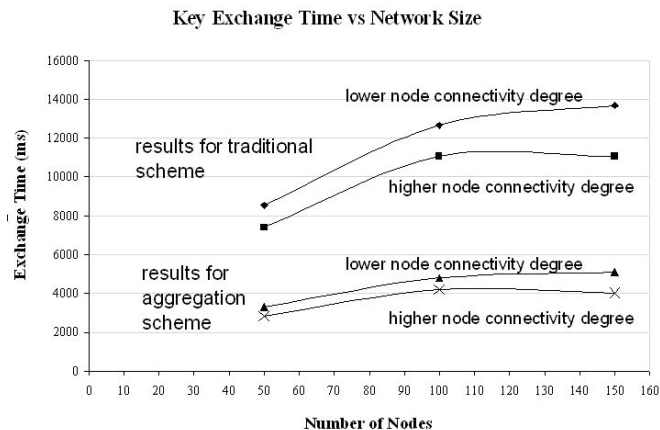 Key Exchange Time vs Network Size
Exchange Time (ms)
16000
14000
12000
10000
8000
6000
4000
2000
0
lower node connectivity degree
results for traditional
scheme
higher node connectivity degree
results for
aggregation
scheme
lower node connectivity degree
higher node connectivity degree
0 10 20 30 40 50 60 70 80 90 100 110 120 130 140 150 160
Number of Nodes